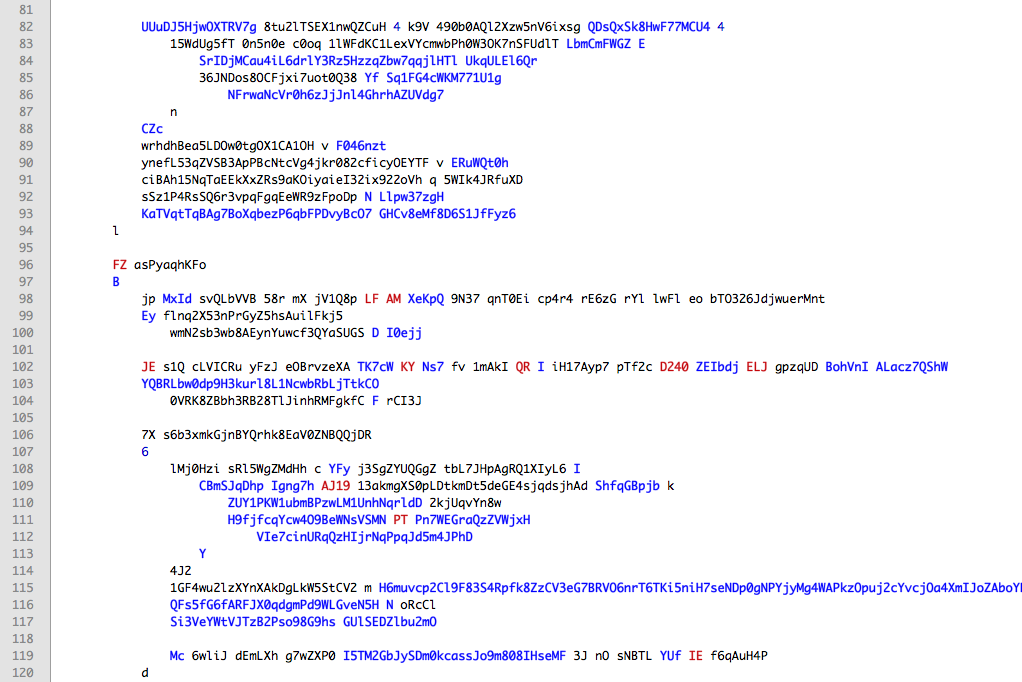 81
82 UUuDJ5HjwOXTRV7g 8tu2lTSEX1nwQZCuH 4 k9V 490b0AQl2Xzw5nV6ixsg QDsQxSk8HwF77MCU4 4
83 15WdUg5fT 0n5n0e c0oq 1lWFdKC1LexVYcmwbPh0W3OK7nSFUdlT LbmCmFWGZ E
84 SrIDjMCau4iL6drlY3Rz5HzzqZbw7qqjlHTl UkqULEl6Qr
85 36JNDos8OCFjxi7uot0Q38 Yf Sq1FG4cWKM771U1g
86 NFrwaNcVr0h6zJjJnl4GhrhAZUVdg7
87 n
88 CZc
89 wrhdhBea5LDOw0tgOX1CA1OH v F046nzt
90 ynefL53qZVSB3ApPBcNtcVg4jkr082cficyOEYTF v ERuWQt0h
91 ciBAh15NqTaEEkXxZRs9aKOiyaieI32ix922oVh q 5WIk4JRfuXD
92 sSz1P4RsSQ6r3vpqFgqEeWR9zFpoDp N Llpw37zgH
93 KaTVqtTqBAg7BoXqbezP6qbFPDvyBcO7 GHCv8eMf8D6S1JfFyz6
94 l
95
96 FZ asPyaqhKFo
97 B
98 jp MxId svQLbVVB 58r mX jV1Q8p LF AM XeKpQ 9N37 qnT0Ei cp4r4 rE6zG rYl lwFl eo bTO326JdjwuerMnt
99 Ey flnq2X53nPrGyZ5hsAuilFkj5
100 wmN2sb3wb8AEynYuwcf3QYaSUGS D I0ejj
101
102 JE s1Q cLVICRu yFzJ eOBrvzeXA TK7cW KY Ns7 fv 1mAkI QR I iH17Ayp7 pTf2c D240 ZEIbdj ELJ gpzqUD BohVnI ALacz7QShW
103 YQBRLbw0dp9H3kurl8L1NcwbRbLjTtkCO
104 0VRK8ZBbh3RB28TlJinhRMFgkfC F rCI3J
105
106 7X s6b3xmkGjnBYQrhk8EaV0ZNBQQjDR
107 6
108 lMj0Hzi sRl5WgZMdHh c YFy j3SgZYUQGgZ tbL7JHpAgRQ1XIyL6 I
109 CBmSJqDhp Igng7h AJ19 13akmgXS0pLDtkmDt5deGE4sjqdsjhAd ShfqGBpjb k
110 ZUY1PKW1ubmBPzwLM1UnhNqrldD 2kjUqvYn8w
111 H9fjfcqYcw4O9BeWNsVSMN PT Pn7WEGraQzZVWjxH
112 VIe7cinURqQzHIjrNqPpqJd5m4JPhD
113 Y
114 4J2
115 1GF4wu2lzXYnXAkDgLkW5StCV2 m H6muvcp2Cl9F83S4Rpfk8ZzCV3eG7BRVO6nrT6TKi5niH7seNDp0gNPYjyMg4WAPkzOpuj2cYvcjOa4XmIJoZAboY
116 QFs5fG6fARFJX0qdgmPd9WLGveN5H N oRcCl
117 Si3VeYWtVJTzB2Pso98G9hs GUlSEDZlbu2mO
118
119 Mc 6wliJ dEmLXh g7wZXP0 I5TM2GbJySDm0kcassJo9m808IHseMF 3J nO sNBTL YUf IE f6qAuH4P
120 d